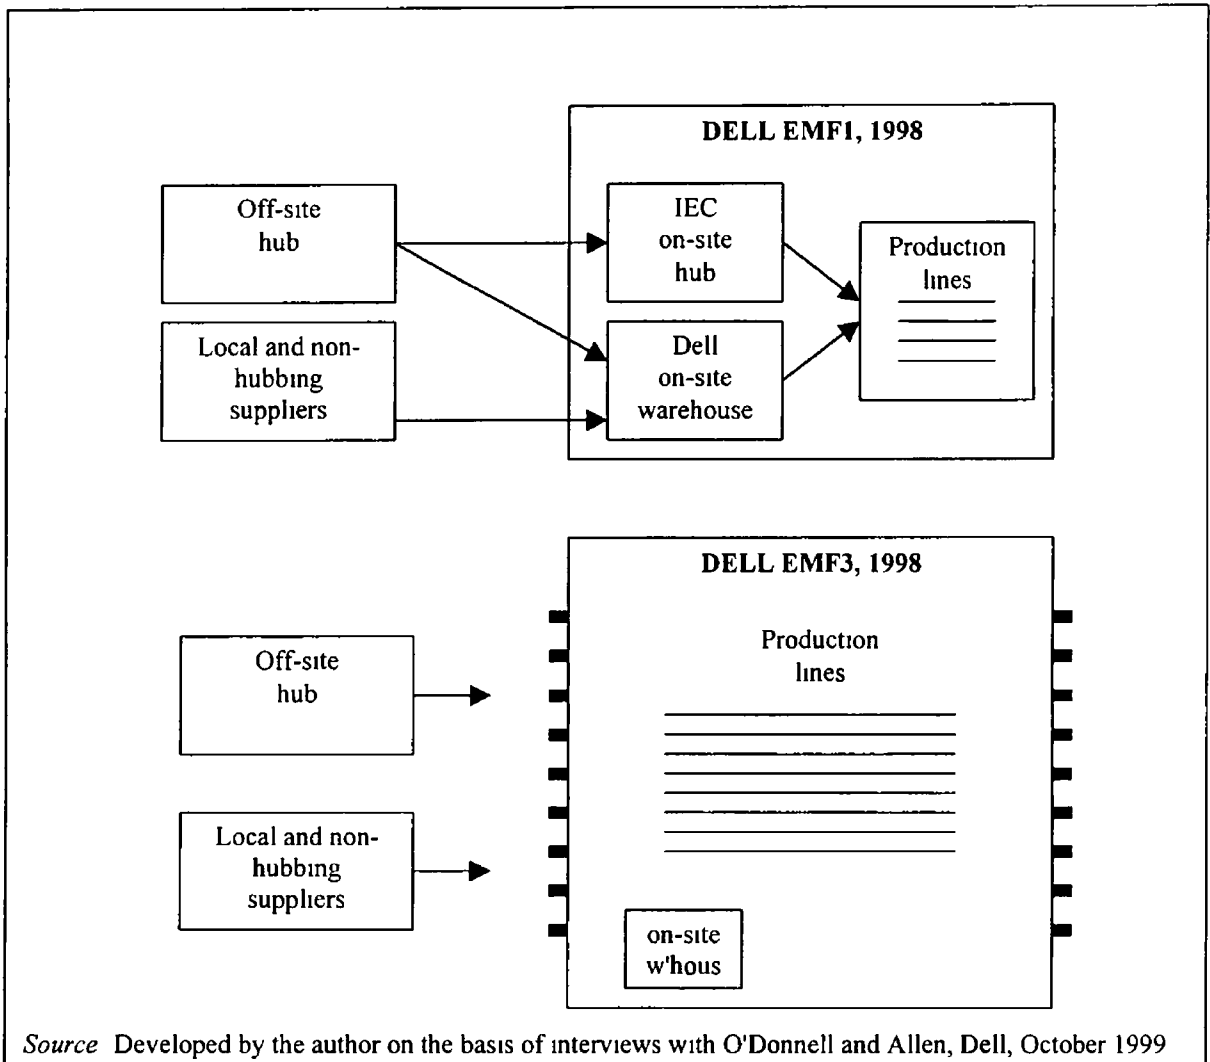 DELL EMF1, 1998
Off-site
hub
IEC
on-site
hub
Production
lines
Local and non-
hubbing
suppliers
Dell
on-site
warehouse
DELL EMF3, 1998
Production
lines
Off-site
hub
Local and non-
hubbing
suppliers
on-site
w'hous
Source Developed by the author on the basis of interviews with O'Donnell and Allen, Dell, October 1999